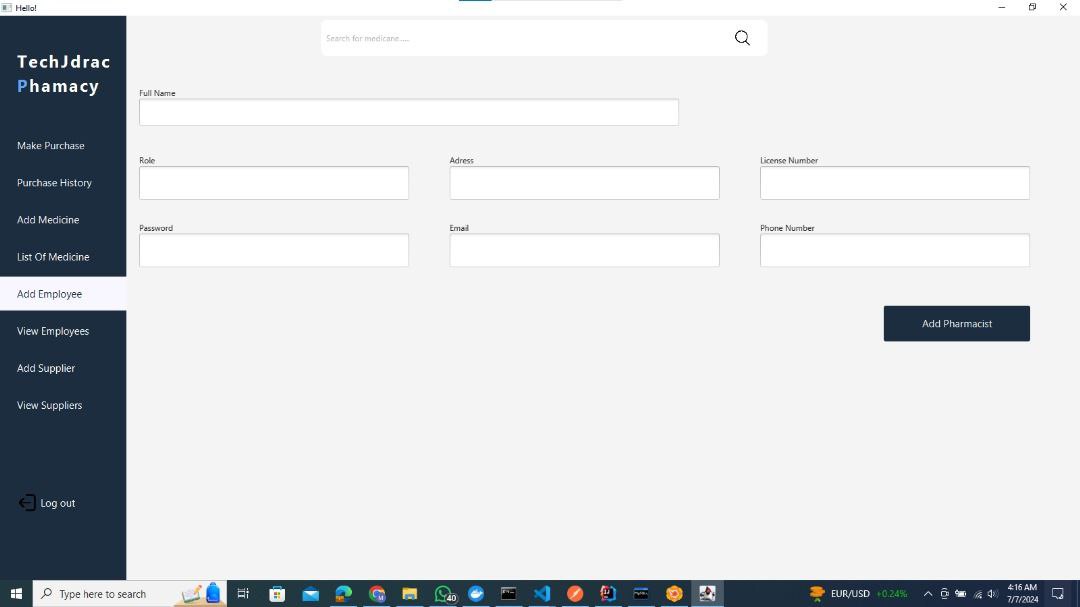 Hello!
TechJdrac
Phamacy
Search for medicane.....
Make Purchase
Purchase History
Add Medicine
List Of Medicine
Add Employee
View Employees
Add Supplier
View Suppliers
Log out
Full Name
Role
Adress
License Number
Password
Email
Phone Number
Add Pharmacist
Type here to search
40
EUR/USD +0.24%
4:16 AM
7/7/2024